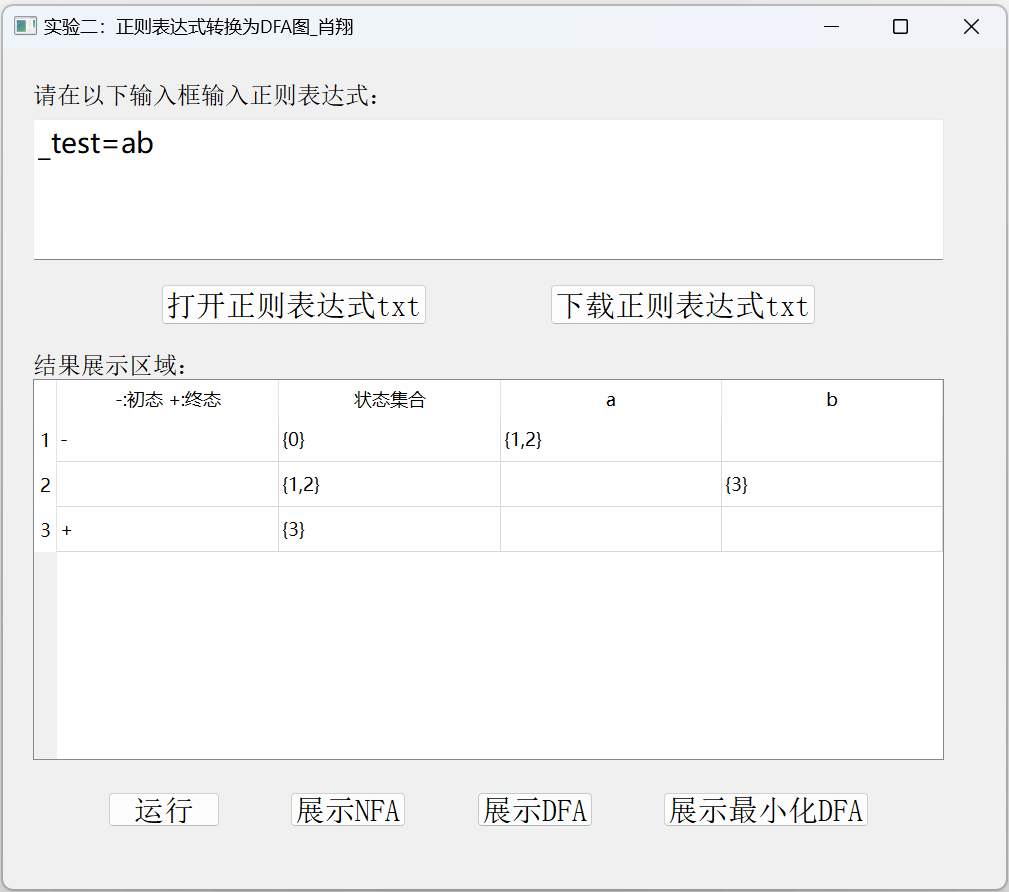 实验二：正则表达式转换为DFA图_肖翔
请在以下输入框输入正则表达式：
_test=ab
打开正则表达式txt 下载正则表达式txt
结果展示区域：
-:初态 +:终态 状态集合 a b
1 - {0} {1,2}
2 {1,2} {3}
3 + {3}
运行 展示NFA 展示DFA 展示最小化DFA